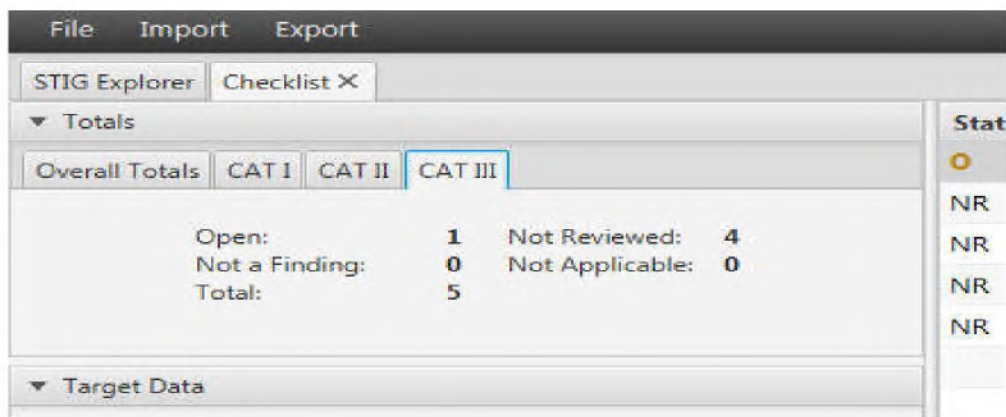 File Import Export
STIG Explorer Checklist X
Totals
Overall Totals CAT I CAT II CAT III
Open: 1 Not Reviewed: 4
Not a Finding: 0 Not Applicable: 0
Total: 5
Target Data
Stat
O
NR
NR
NR
NR